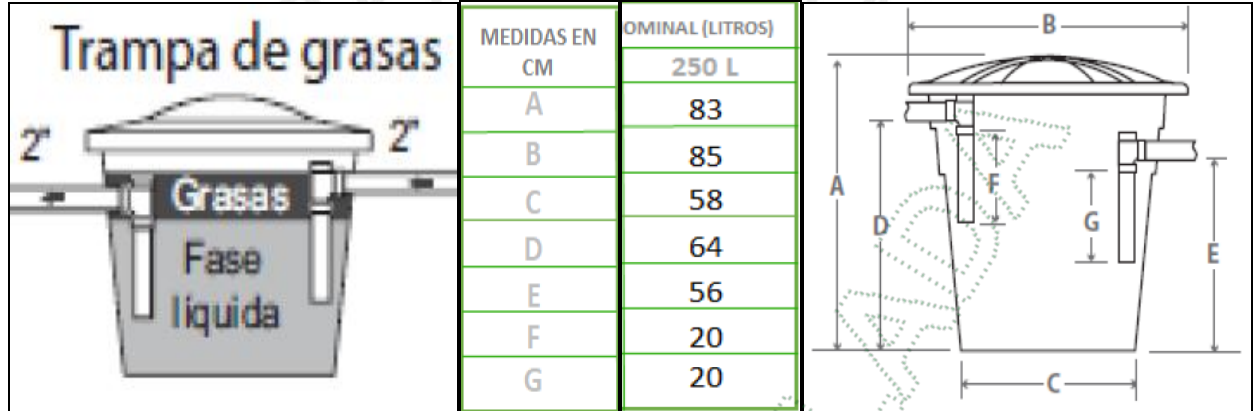 Trampa de grasas
2"
2"
Grasas
Fase
líquida
MEDIDAS EN
CM
OMINAL (LITROS)
250 L
A
83
B
85
C
58
D
64
E
56
F
20
G
20
B
A
D
F
G
E
C